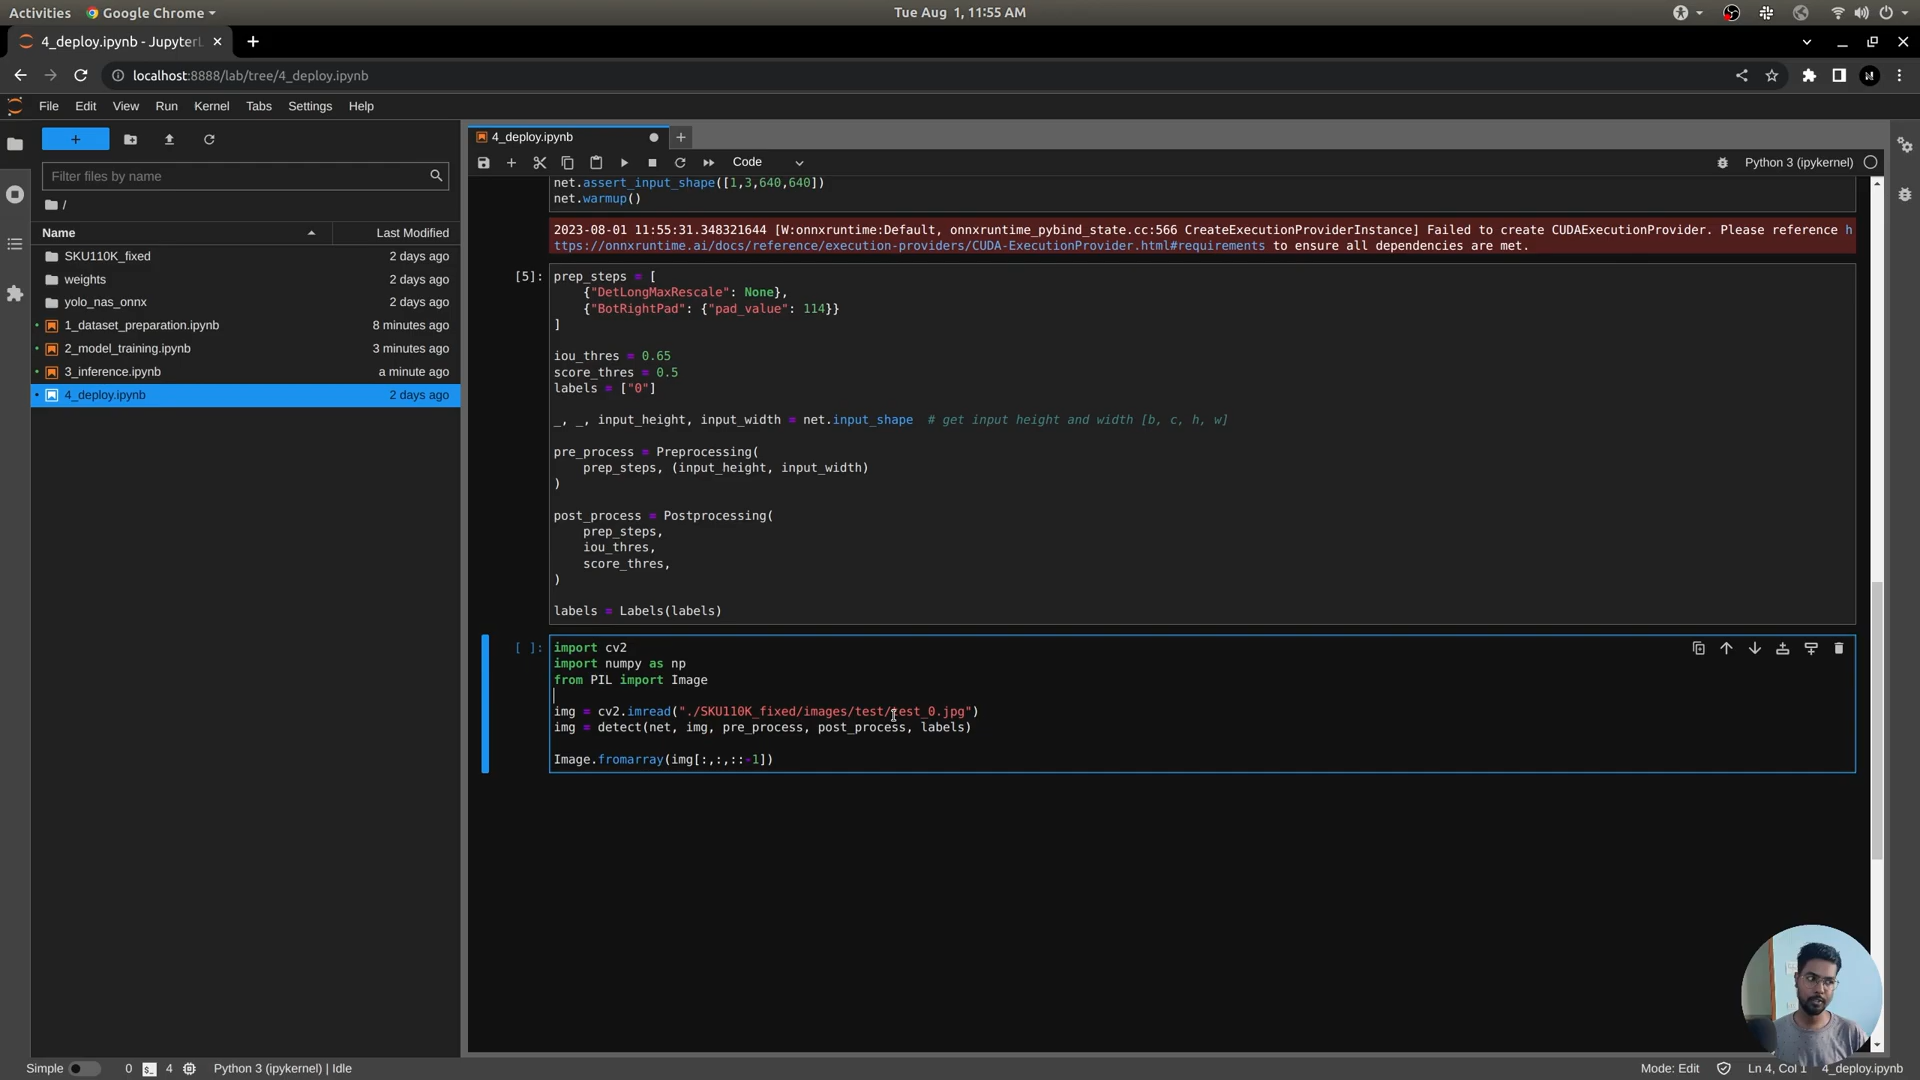 Activities
Google Chrome
Tue Aug 1, 11:55 AM
4_deploy.ipynb - JupyterL
localhost:8888/lab/tree/4_deploy.ipynb
File Edit View Run Kernel Tabs Settings Help
4_deploy.ipynb
Code
Python 3 (ipykernel)
Filter files by name
/
Name Last Modified
SKU110K_fixed 2 days ago
weights 2 days ago
yolo_nas_onnx 2 days ago
1_dataset_preparation.ipynb 8 minutes ago
2_model_training.ipynb 3 minutes ago
3_inference.ipynb a minute ago
4_deploy.ipynb 2 days ago
net.assert_input_shape([1,3,640,640])
net.warmup()
2023-08-01 11:55:31.348321644 [W:onnxruntime:Default, onnxruntime_pybind_state.cc:566 CreateExecutionProviderInstance] Failed to create CUDAExecutionProvider. Please reference h
ttps://onnxruntime.ai/docs/reference/execution-providers/CUDA-ExecutionProvider.html#requirements to ensure all dependencies are met.
[5]: prep_steps = [
{"DetLongMaxRescale": None},
{"BotRightPad": {"pad_value": 114}}
]
iou_thres = 0.65
score_thres = 0.5
labels = ["0"]
_, _, input_height, input_width = net.input_shape # get input height and width [b, c, h, w]
pre_process = Preprocessing(
prep_steps, (input_height, input_width)
)
post_process = Postprocessing(
prep_steps,
iou_thres,
score_thres,
)
labels = Labels(labels)
[ ]: import cv2
import numpy as np
from PIL import Image
img = cv2.imread("./SKU110K_fixed/images/test/test_0.jpg")
img = detect(net, img, pre_process, post_process, labels)
Image.fromarray(img[:,:,::-1])
Simple 0 4 Python 3 (ipykernel) | Idle
Mode: Edit Ln 4, Col 1 4_deploy.ipynb